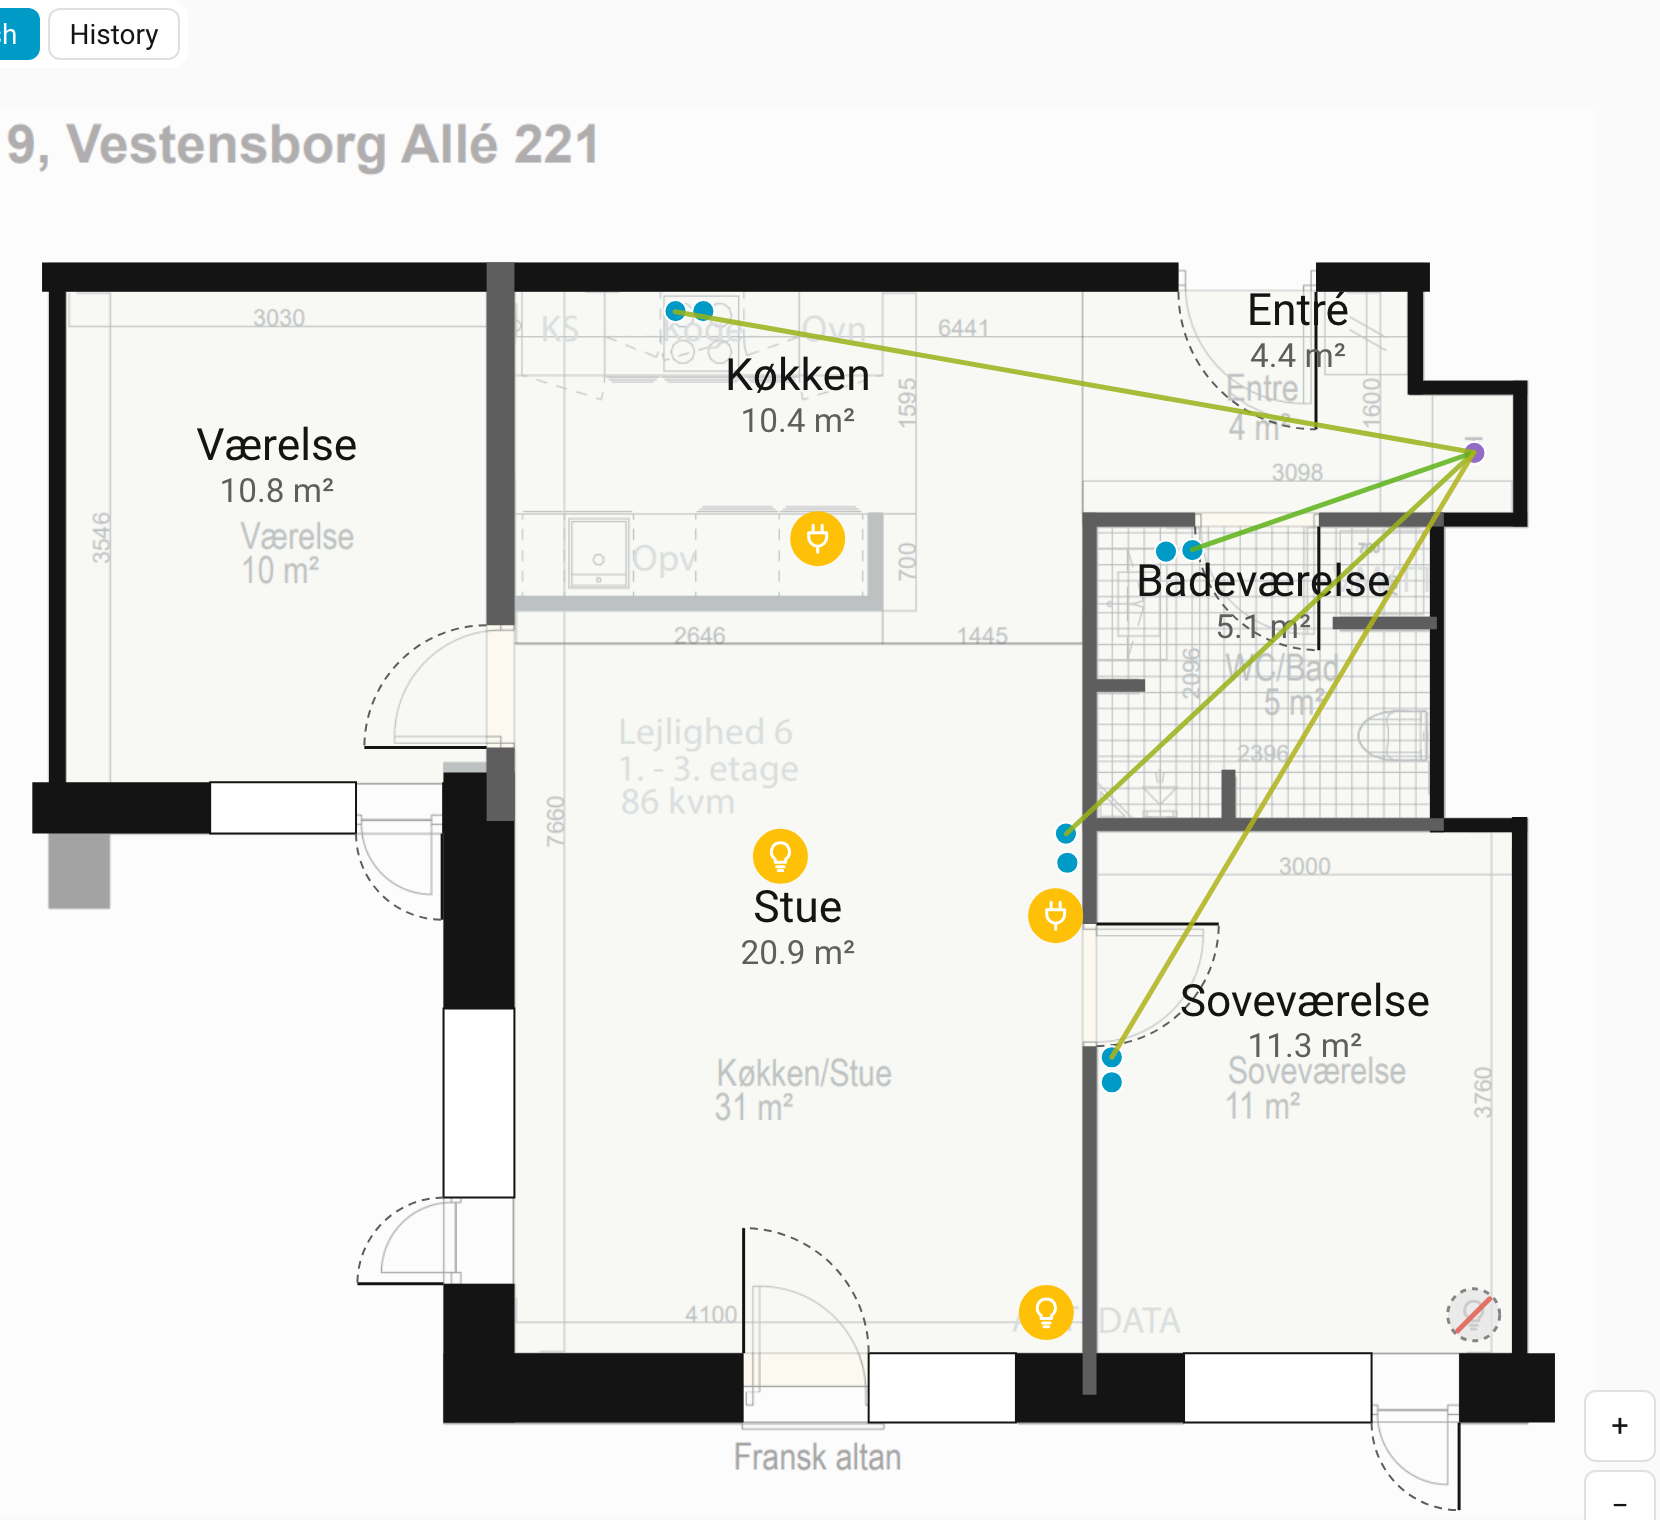 sh
History
9, Vestensborg Allé 221
Entré
4.4 m²
3030
KS
Koge
Ovn
6441
Køkken
10.4 m²
1595
Entre
4 m²
1600
Værelse
10.8 m²
3098
3546
Værelse
10 m²
Opv
700
Badeværelse
5.1 m²
2646
1445
2096
WC/Bad
5 m²
Lejlighed 6
1. - 3. etage
86 kvm
2396
7660
3000
Stue
20.9 m²
Soveværelse
11.3 m²
Køkken/Stue
31 m²
Soveværelse
11 m²
3760
4100
DATA
Fransk altan
+
−